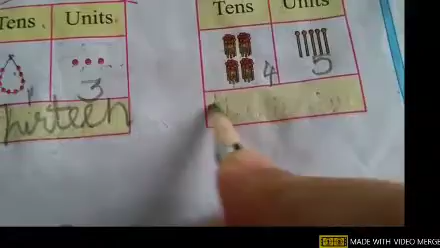 Tens Units
Tens Units
3
4 5
thirteen
MADE WITH VIDEO MERGE